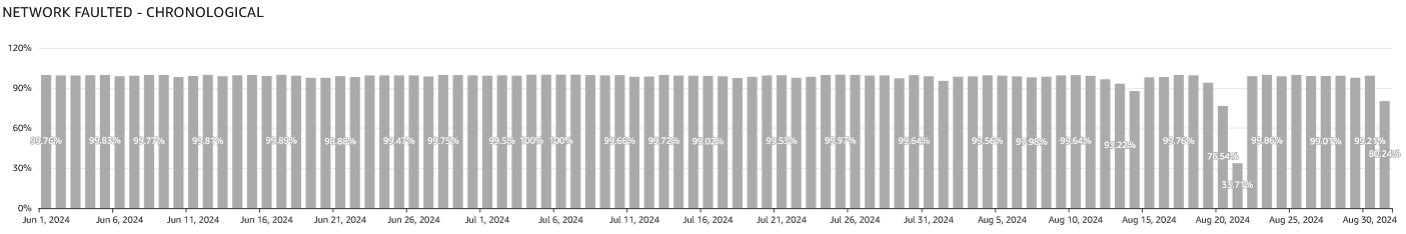 NETWORK FAULTED - CHRONOLOGICAL
120%
90%
60%
30%
0%
99.76% 99.83% 99.77% 99.81% 99.89% 98.88% 99.47% 99.75% 99.5% 100% 100% 99.66% 99.72% 99.02% 99.53% 99.97% 99.64% 99.56% 97.98% 99.64% 93.22% 99.76% 76.54% 33.71% 99.86% 99.01% 99.21% 80.24%
Jun 1, 2024 Jun 6, 2024 Jun 11, 2024 Jun 16, 2024 Jun 21, 2024 Jun 26, 2024 Jul 1, 2024 Jul 6, 2024 Jul 11, 2024 Jul 16, 2024 Jul 21, 2024 Jul 26, 2024 Jul 31, 2024 Aug 5, 2024 Aug 10, 2024 Aug 15, 2024 Aug 20, 2024 Aug 25, 2024 Aug 30, 2024